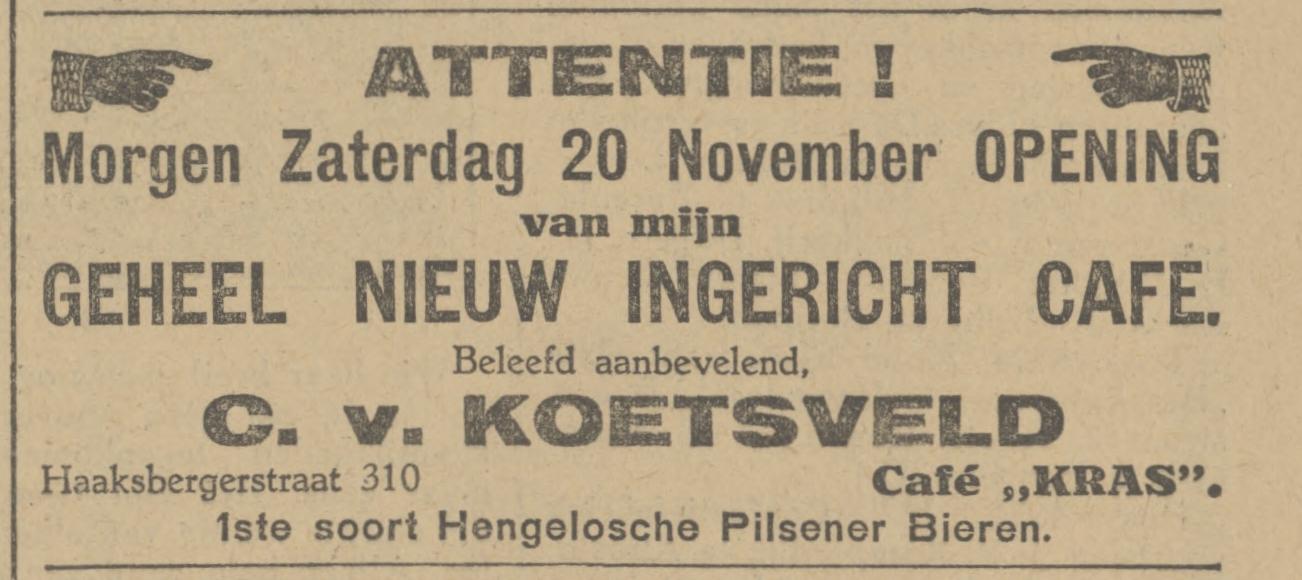 ATTENTIE !
Morgen Zaterdag 20 November OPENING
van mijn
GEHEEL NIEUW INGERICHT CAFE.
Beleefd aanbevelend,
C. v. KOETSVELD
Haaksbergerstraat 310 Café „KRAS”.
1ste soort Hengelosche Pilsener Bieren.